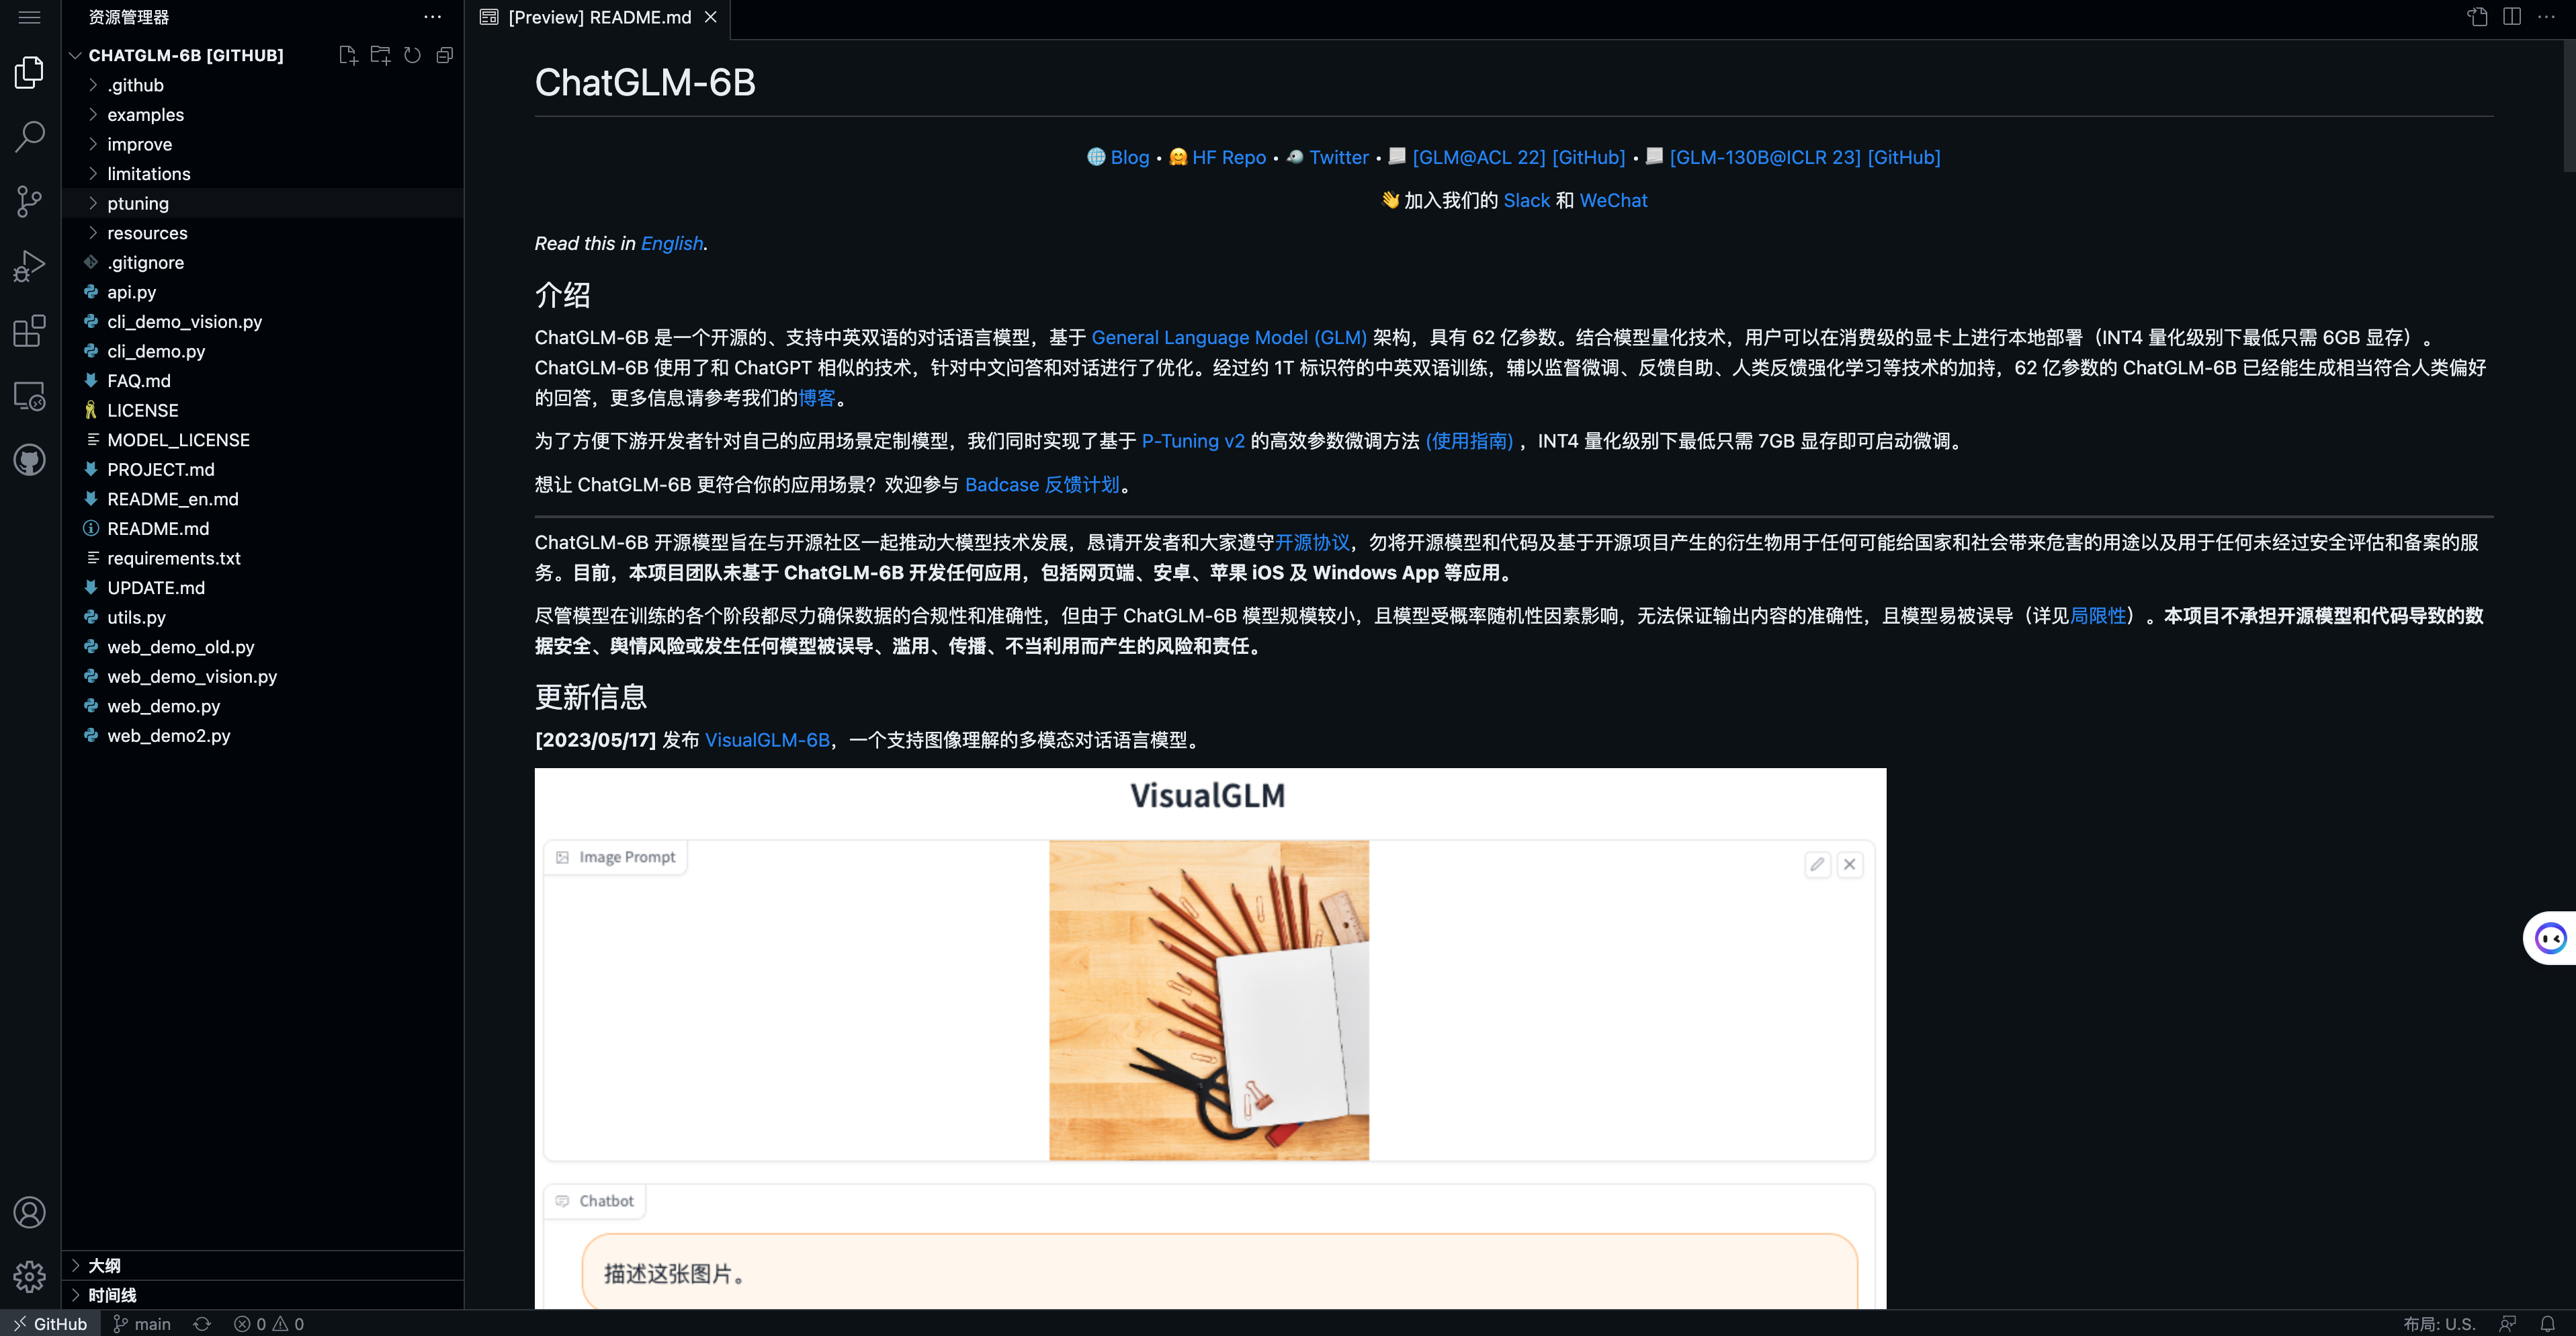 资源管理器
CHATGLM-6B [GITHUB]
.github
examples
improve
limitations
ptuning
resources
.gitignore
api.py
cli_demo_vision.py
cli_demo.py
FAQ.md
LICENSE
MODEL_LICENSE
PROJECT.md
README_en.md
README.md
requirements.txt
UPDATE.md
utils.py
web_demo_old.py
web_demo_vision.py
web_demo.py
web_demo2.py
大纲
时间线
[Preview] README.md
ChatGLM-6B
🌐 Blog • 🤗 HF Repo • 🐦 Twitter • 📃 [GLM@ACL 22] [GitHub] • 📃 [GLM-130B@ICLR 23] [GitHub]
👋 加入我们的 Slack 和 WeChat
Read this in English.
介绍
ChatGLM-6B 是一个开源的、支持中英双语的对话语言模型，基于 General Language Model (GLM) 架构，具有 62 亿参数。结合模型量化技术，用户可以在消费级的显卡上进行本地部署（INT4 量化级别下最低只需 6GB 显存）。
ChatGLM-6B 使用了和 ChatGPT 相似的技术，针对中文问答和对话进行了优化。经过约 1T 标识符的中英双语训练，辅以监督微调、反馈自助、人类反馈强化学习等技术的加持，62 亿参数的 ChatGLM-6B 已经能生成相当符合人类偏好
的回答，更多信息请参考我们的博客。
为了方便下游开发者针对自己的应用场景定制模型，我们同时实现了基于 P-Tuning v2 的高效参数微调方法 (使用指南) ，INT4 量化级别下最低只需 7GB 显存即可启动微调。
想让 ChatGLM-6B 更符合你的应用场景？欢迎参与 Badcase 反馈计划。
ChatGLM-6B 开源模型旨在与开源社区一起推动大模型技术发展，恳请开发者和大家遵守开源协议，勿将开源模型和代码及基于开源项目产生的衍生物用于任何可能给国家和社会带来危害的用途以及用于任何未经过安全评估和备案的服
务。目前，本项目团队未基于 ChatGLM-6B 开发任何应用，包括网页端、安卓、苹果 iOS 及 Windows App 等应用。
尽管模型在训练的各个阶段都尽力确保数据的合规性和准确性，但由于 ChatGLM-6B 模型规模较小，且模型受概率随机性因素影响，无法保证输出内容的准确性，且模型易被误导（详见局限性）。本项目不承担开源模型和代码导致的数
据安全、舆情风险或发生任何模型被误导、滥用、传播、不当利用而产生的风险和责任。
更新信息
[2023/05/17] 发布 VisualGLM-6B，一个支持图像理解的多模态对话语言模型。
VisualGLM
Image Prompt
Chatbot
描述这张图片。
GitHub
main
0
0
布局: U.S.